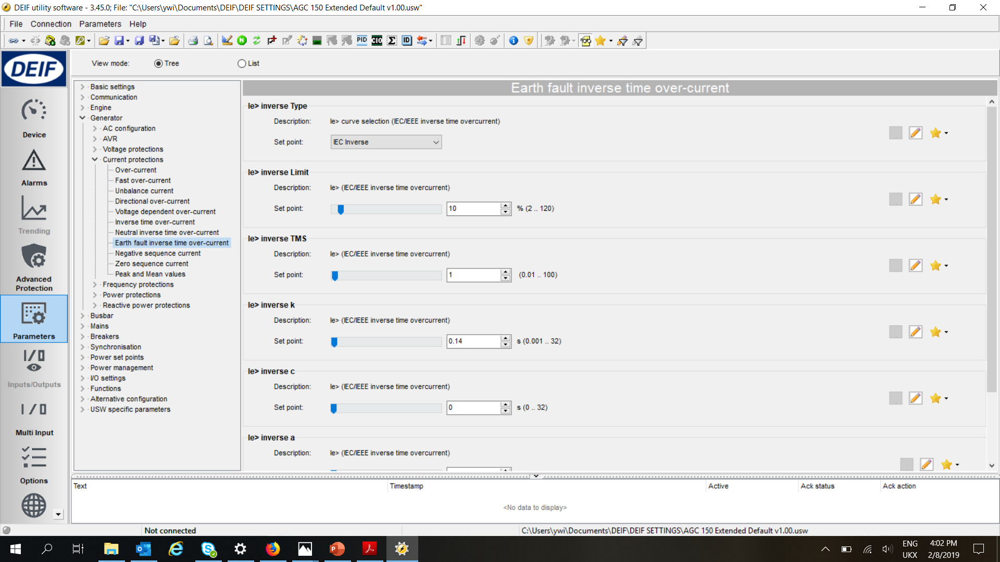 DEIF utility software - 3.45.0; File: "C:\Users\ywi\Documents\DEIF\DEIF SETTINGS\AGC 150 Extended Default v1.00.usw"
File Connection Parameters Help
PID CIO Σ ID
DEIF
View mode: Tree List
Device
Alarms
Trending
Advanced
Protection
Parameters
Inputs/Outputs
Multi Input
Options
Basic settings
Communication
Engine
Generator
AC configuration
AVR
Voltage protections
Current protections
Over-current
Fast over-current
Unbalance current
Directional over-current
Voltage dependent over-current
Inverse time over-current
Neutral inverse time over-current
Earth fault inverse time over-current
Negative sequence current
Zero sequence current
Peak and Mean values
Frequency protections
Power protections
Reactive power protections
Busbar
Mains
Breakers
Synchronisation
Power set points
Power management
I/O settings
Functions
Alternative configuration
USW specific parameters
Earth fault inverse time over-current
Ie> inverse Type
Description: Ie> curve selection (IEC/IEEE inverse time overcurrent)
Set point: IEC Inverse
Ie> inverse Limit
Description: Ie> (IEC/IEEE inverse time overcurrent)
Set point: 10 % (2 .. 120)
Ie> inverse TMS
Description: Ie> (IEC/IEEE inverse time overcurrent)
Set point: 1 (0.01 .. 100)
Ie> inverse k
Description: Ie> (IEC/IEEE inverse time overcurrent)
Set point: 0.14 s (0.001 .. 32)
Ie> inverse c
Description: Ie> (IEC/IEEE inverse time overcurrent)
Set point: 0 s (0 .. 32)
Ie> inverse a
Description: Ie> (IEC/IEEE inverse time overcurrent)
Text Timestamp Active Ack status Ack action
<No data to display>
Not connected C:\Users\ywi\Documents\DEIF\DEIF SETTINGS\AGC 150 Extended Default v1.00.usw
ENG 4:02 PM
UKX 2/8/2019